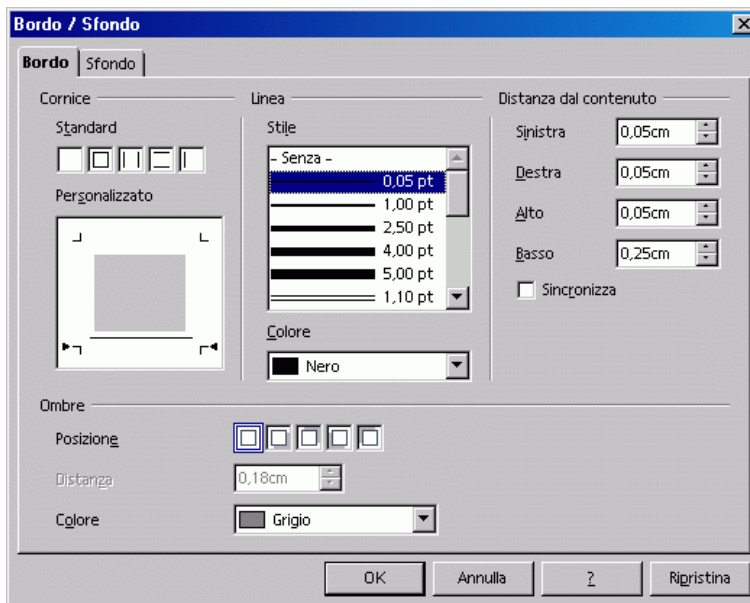 Bordo / Sfondo
Bordo Sfondo
Cornice
Standard
Personalizzato
Linea
Stile
- Senza -
0,05 pt
1,00 pt
2,50 pt
4,00 pt
5,00 pt
1,10 pt
Colore
Nero
Distanza dal contenuto
Sinistra 0,05cm
Destra 0,05cm
Alto 0,05cm
Basso 0,25cm
Sincronizza
Ombre
Posizione
Distanza 0,18cm
Colore Grigio
OK Annulla ? Ripristina